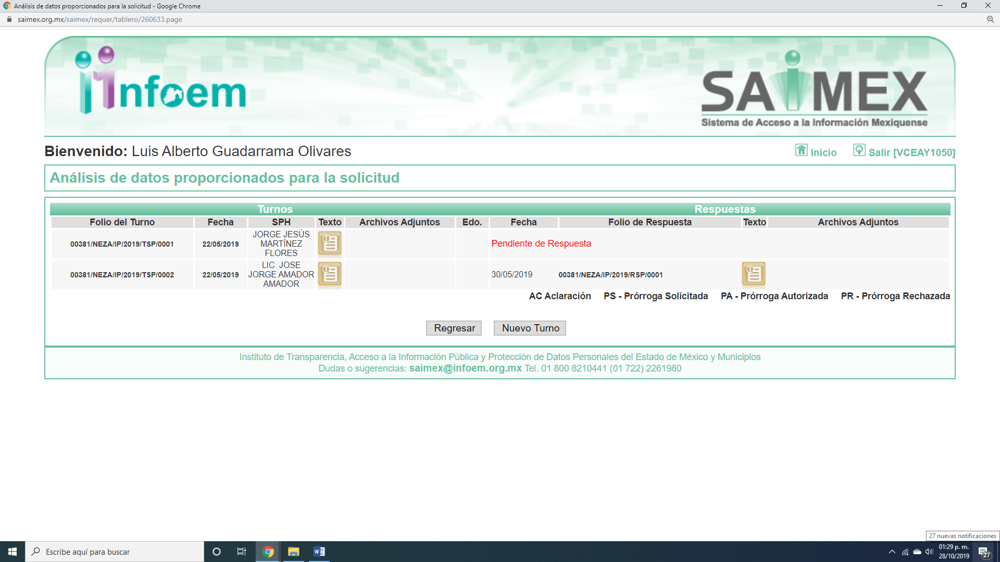 Análisis de datos proporcionados para la solicitud - Google Chrome
saimex.org.mx/saimex/requer/tablero/260633.page
infoem
SAIMEX
Sistema de Acceso a la Información Mexiquense
Bienvenido: Luis Alberto Guadarrama Olivares
Inicio Salir [VCEAY1050]
Análisis de datos proporcionados para la solicitud
Turnos Respuestas
Folio del Turno Fecha SPH Texto Archivos Adjuntos Edo. Fecha Folio de Respuesta Texto Archivos Adjuntos
00381/NEZA/IP/2019/TSP/0001 22/05/2019 JORGE JESÚS MARTÍNEZ FLORES Pendiente de Respuesta
00381/NEZA/IP/2019/TSP/0002 22/05/2019 LIC. JOSE JORGE AMADOR AMADOR 30/05/2019 00381/NEZA/IP/2019/RSP/0001
AC Aclaración PS - Prórroga Solicitada PA - Prórroga Autorizada PR - Prórroga Rechazada
Regresar Nuevo Turno
Instituto de Transparencia, Acceso a la Información Pública y Protección de Datos Personales del Estado de México y Municipios
Dudas o sugerencias: saimex@infoem.org.mx Tel. 01 800 8210441 (01 722) 2261980
27 nuevas notificaciones
Escribe aquí para buscar
01:29 p. m.
28/10/2019
27